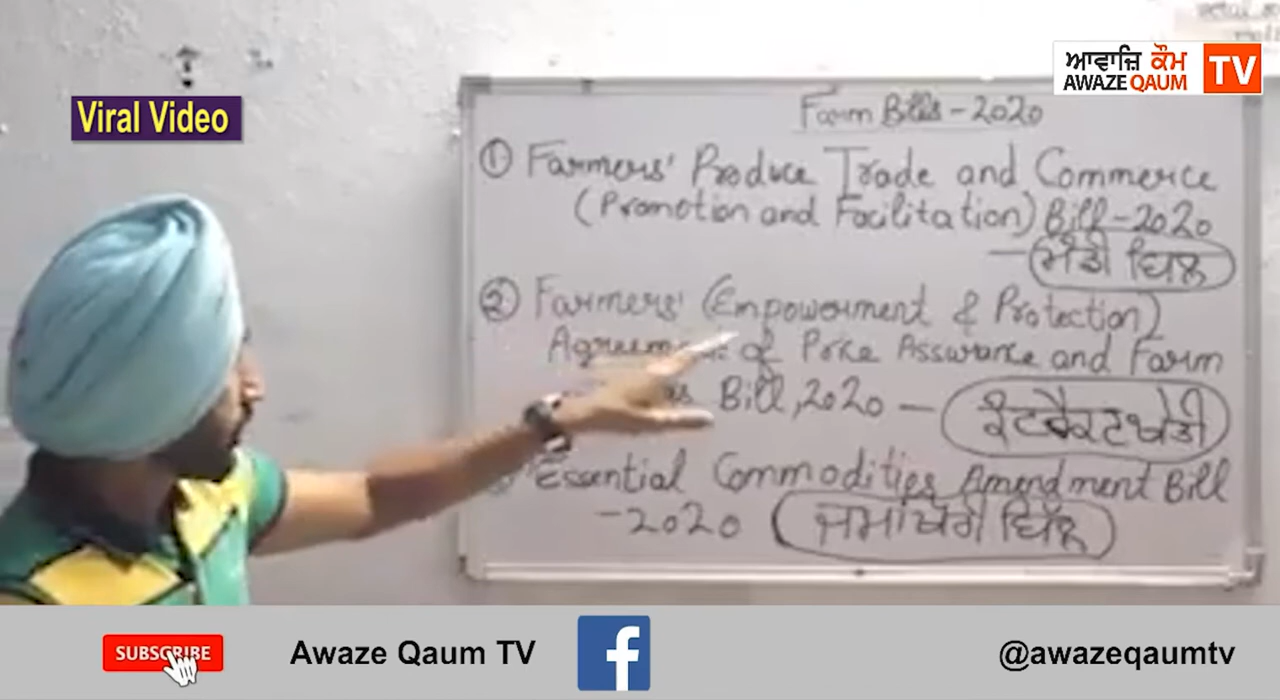 ਆਵਾਜ਼ਿ ਕੌਮ
AWAZE QAUM TV
Viral Video
Farm Bills - 2020
① Farmers' Produce Trade and Commerce
(Promotion and Facilitation) Bill - 2020
— ਮੰਡੀ ਬਿਲ
② Farmers' (Empowerment & Protection)
of Price Assurance and Farm
Bill, 2020 — ਕੰਟਰੈਕਟ ਖੇਤੀ
Essential Commodities Amendment Bill
- 2020 ਜਮਾਂਖੋਰੀ ਬਿੱਲ
SUBSCRIBE
Awaze Qaum TV
f
@awazeqaumtv